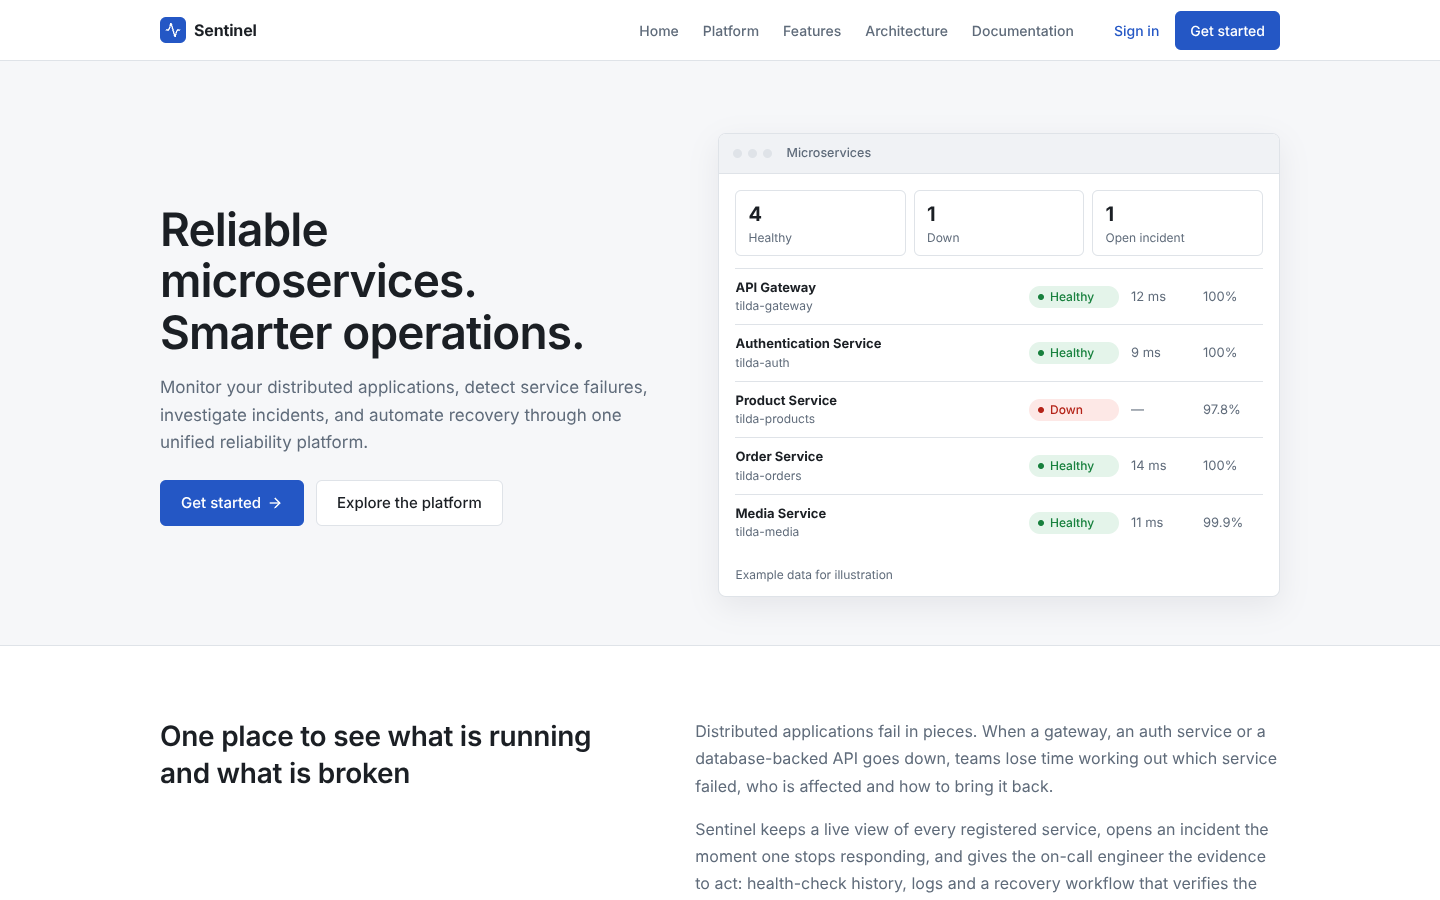 Sentinel
Home
Platform
Features
Architecture
Documentation
Sign in
Get started
Reliable
microservices.
Smarter operations.
Monitor your distributed applications, detect service failures,
investigate incidents, and automate recovery through one
unified reliability platform.
Get started →
Explore the platform
Microservices
4
Healthy
1
Down
1
Open incident
API Gateway
tilda-gateway
Healthy
12 ms
100%
Authentication Service
tilda-auth
Healthy
9 ms
100%
Product Service
tilda-products
Down
—
97.8%
Order Service
tilda-orders
Healthy
14 ms
100%
Media Service
tilda-media
Healthy
11 ms
99.9%
Example data for illustration
One place to see what is running
and what is broken
Distributed applications fail in pieces. When a gateway, an auth service or a
database-backed API goes down, teams lose time working out which service
failed, who is affected and how to bring it back.
Sentinel keeps a live view of every registered service, opens an incident the
moment one stops responding, and gives the on-call engineer the evidence
to act: health-check history, logs and a recovery workflow that verifies the